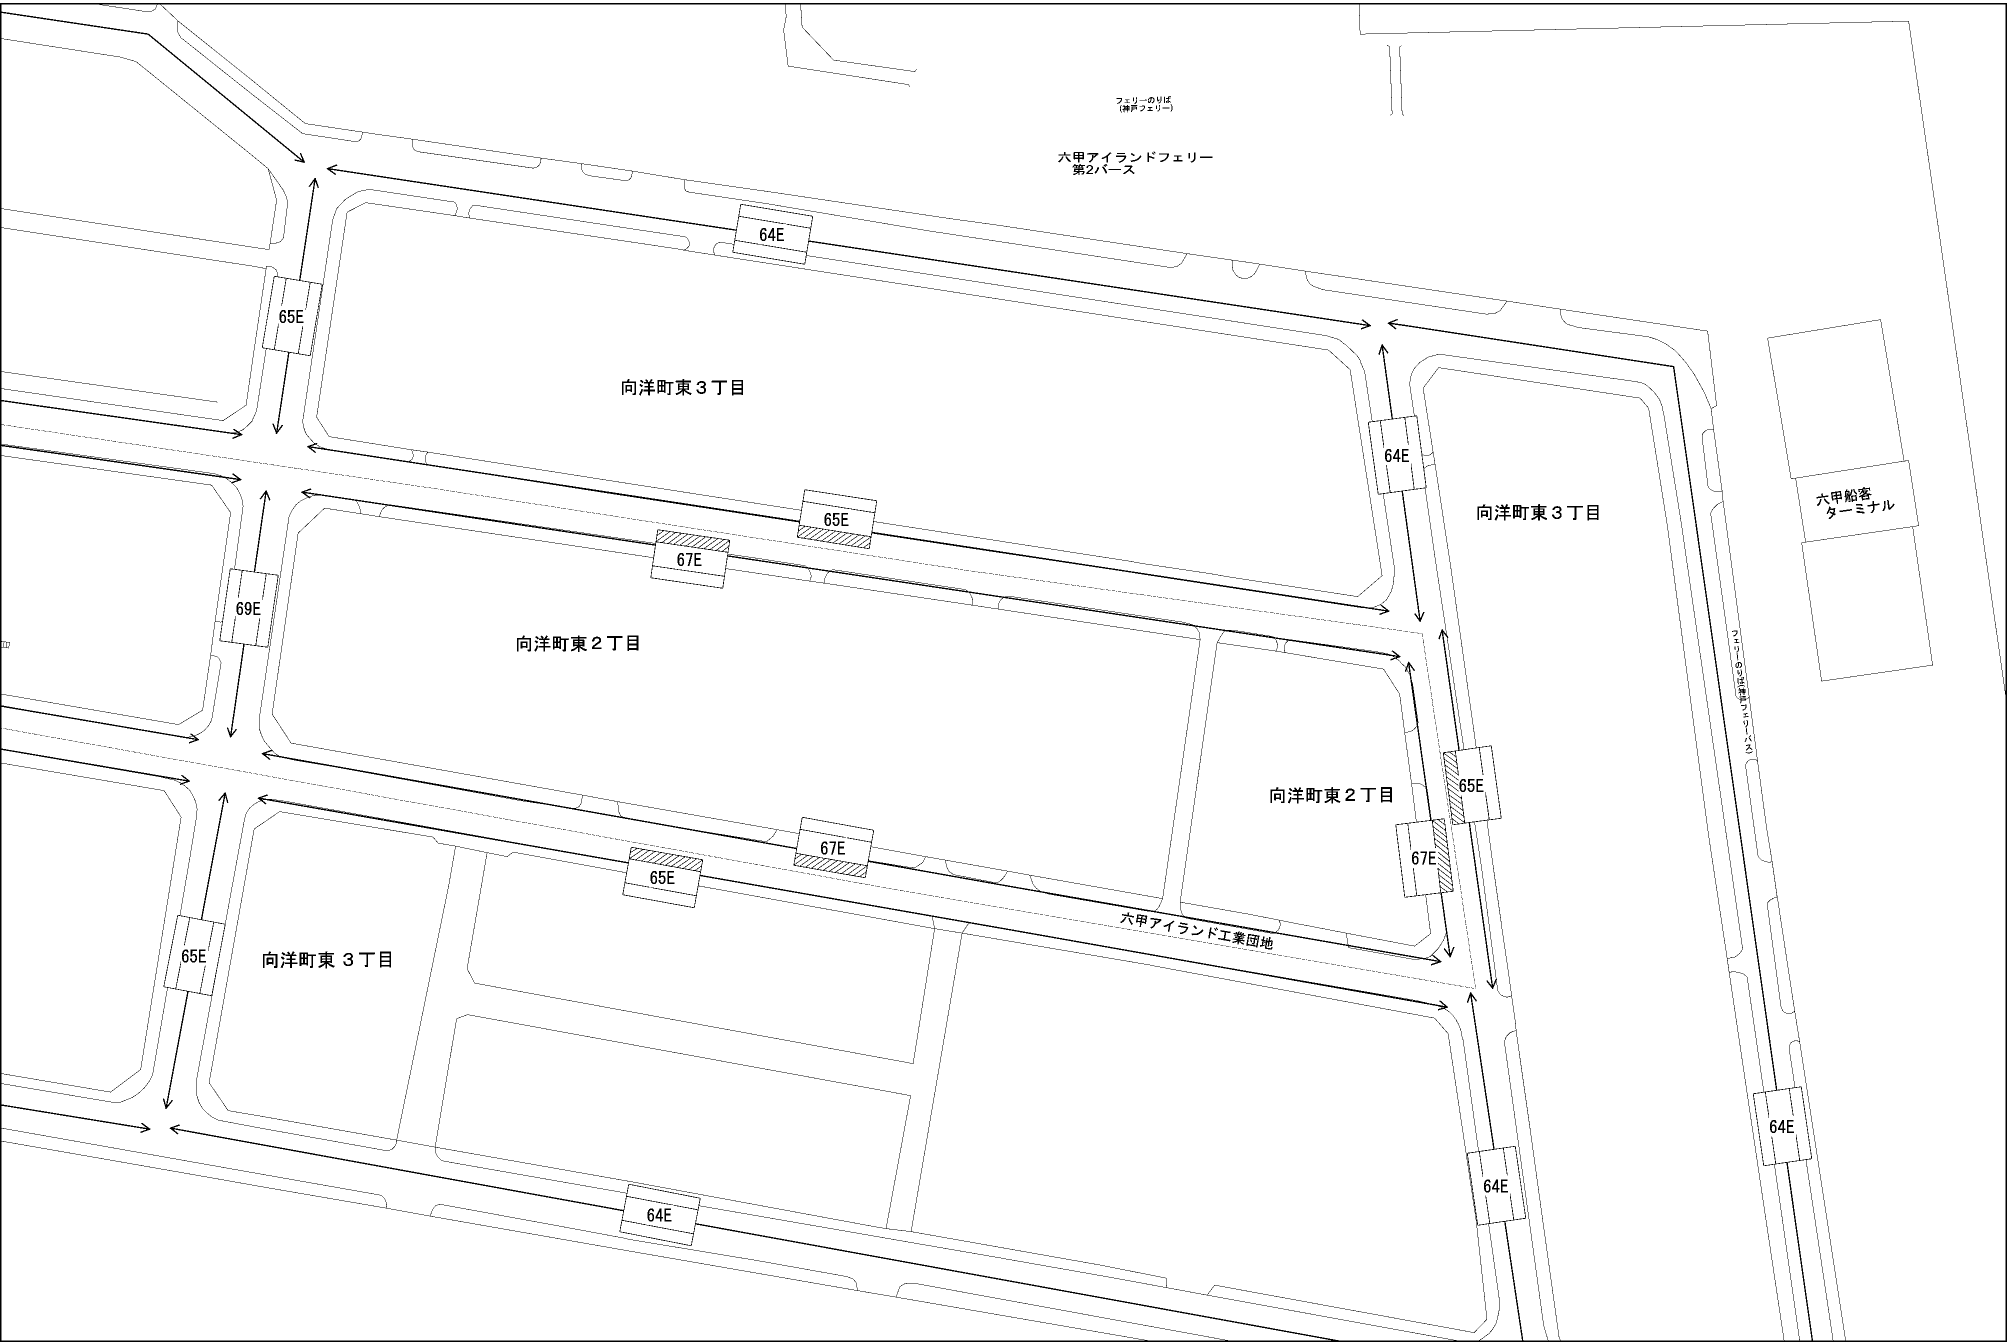 フェリーのりば
(神戸フェリー)
六甲アイランドフェリー
第2バース
64E
65E
向洋町東３丁目
64E
向洋町東３丁目
六甲船客
ターミナル
65E
67E
69E
向洋町東２丁目
フェリーのりば(神戸フェリーバス)
65E
向洋町東２丁目
67E
67E
65E
六甲アイランド工業団地
65E
向洋町東３丁目
64E
64E
64E